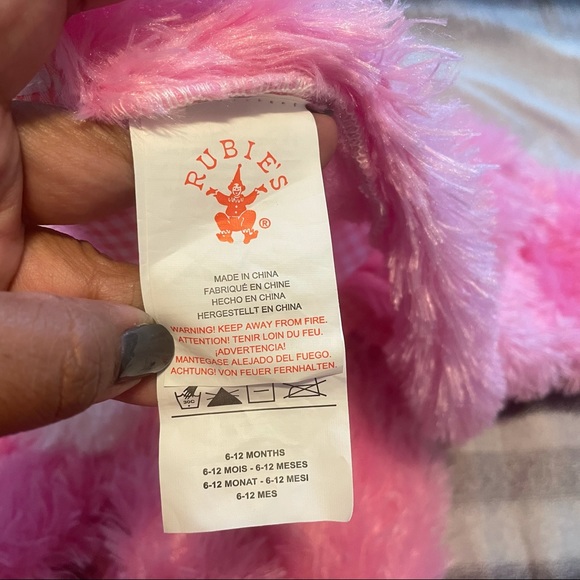 RUBIE'S
®
MADE IN CHINA
FABRIQUÉ EN CHINE
HECHO EN CHINA
HERGESTELLT EN CHINA
WARNING! KEEP AWAY FROM FIRE.
ATTENTION! TENIR LOIN DU FEU.
¡ADVERTENCIA!
MANTEGASE ALEJADO DEL FUEGO.
ACHTUNG! VON FEUER FERNHALTEN.
30C
6-12 MONTHS
6-12 MOIS - 6-12 MESES
6-12 MONAT - 6-12 MESI
6-12 MES